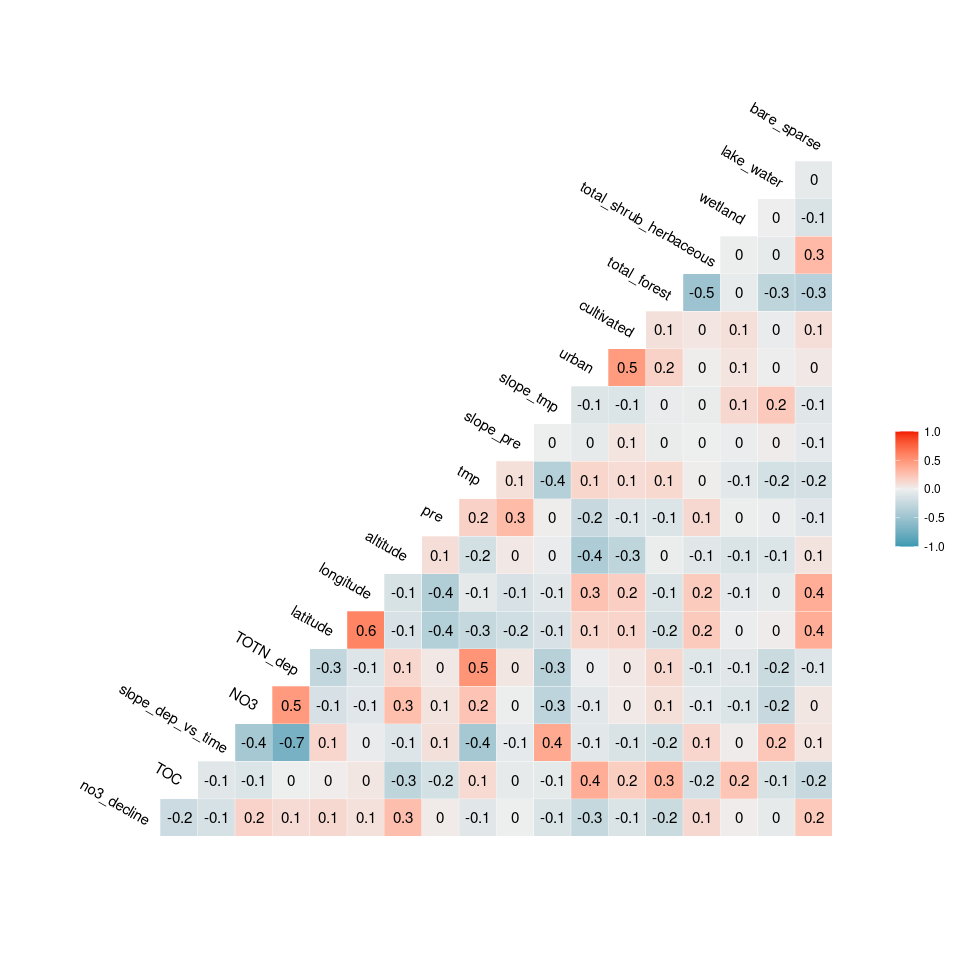 bare_sparse
lake_water 0
wetland 0 -0.1
total_shrub_herbaceous 0 0 0.3
total_forest -0.5 0 -0.3 -0.3
cultivated 0.1 0 0.1 0 0.1
urban 0.5 0.2 0 0.1 0 0
slope_tmp -0.1 -0.1 0 0 0.1 0.2 -0.1
slope_pre 0 0 0.1 0 0 0 0 -0.1
tmp 0.1 -0.4 0.1 0.1 0.1 0 -0.1 -0.2 -0.2
pre 0.2 0.3 0 -0.2 -0.1 -0.1 0.1 0 0 -0.1
altitude 0.1 -0.2 0 0 -0.4 -0.3 0 -0.1 -0.1 -0.1 0.1
longitude -0.1 -0.4 -0.1 -0.1 -0.1 0.3 0.2 -0.1 0.2 -0.1 0 0.4
latitude 0.6 -0.1 -0.4 -0.3 -0.2 -0.1 0.1 0.1 -0.2 0.2 0 0 0.4
TOTN_dep -0.3 -0.1 0.1 0 0.5 0 -0.3 0 0 0.1 -0.1 -0.1 -0.2 -0.1
NO3 0.5 -0.1 -0.1 0.3 0.1 0.2 0 -0.3 -0.1 0 0.1 -0.1 -0.1 -0.2 0
slope_dep_vs_time -0.4 -0.7 0.1 0 -0.1 0.1 -0.4 -0.1 0.4 -0.1 -0.1 -0.2 0.1 0 0.2 0.1
TOC -0.1 -0.1 0 0 0 -0.3 -0.2 0.1 0 -0.1 0.4 0.2 0.3 -0.2 0.2 -0.1 -0.2
no3_decline -0.2 -0.1 0.2 0.1 0.1 0.1 0.3 0 -0.1 0 -0.1 -0.3 -0.1 -0.2 0.1 0 0 0.2
1.0
0.5
0.0
-0.5
-1.0